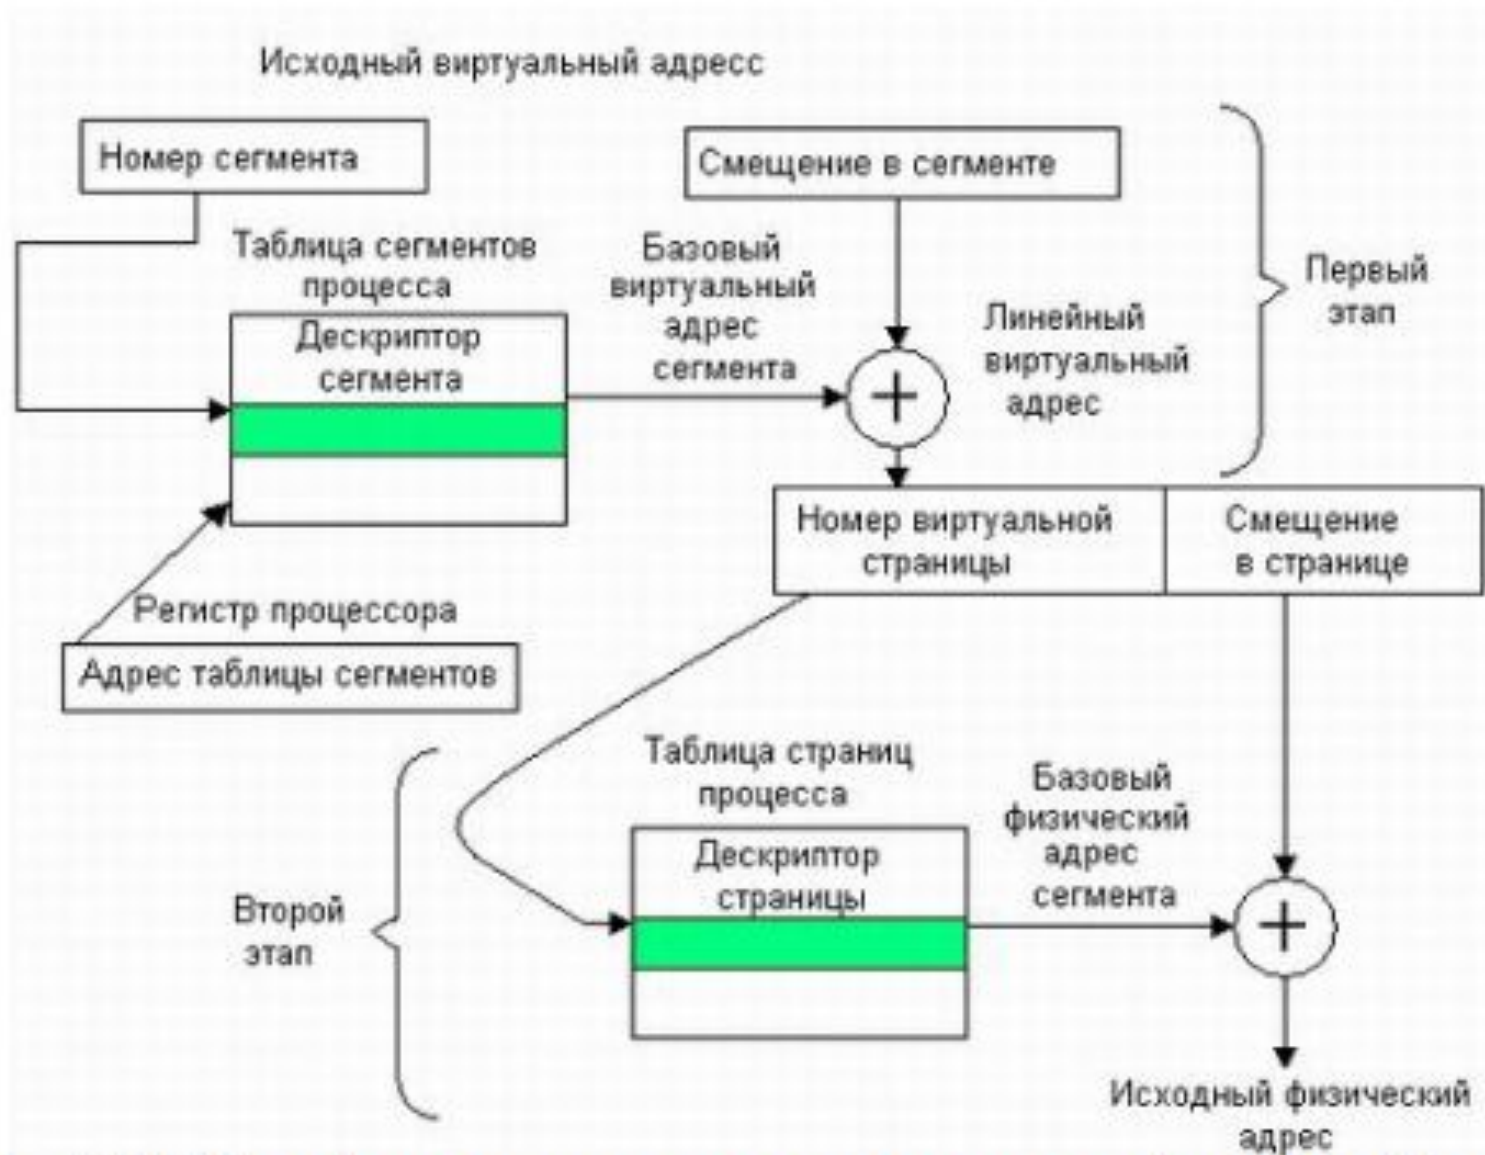 Исходный виртуальный адресс
Номер сегмента
Смещение в сегменте
Таблица сегментов
процесса
Дескриптор
сегмента
Базовый
виртуальный
адрес
сегмента
Линейный
виртуальный
адрес
Первый
этап
Номер виртуальной
страницы
Смещение
в странице
Регистр процессора
Адрес таблицы сегментов
Таблица страниц
процесса
Дескриптор
страницы
Базовый
физический
адрес
сегмента
Второй
этап
Исходный физический
адрес